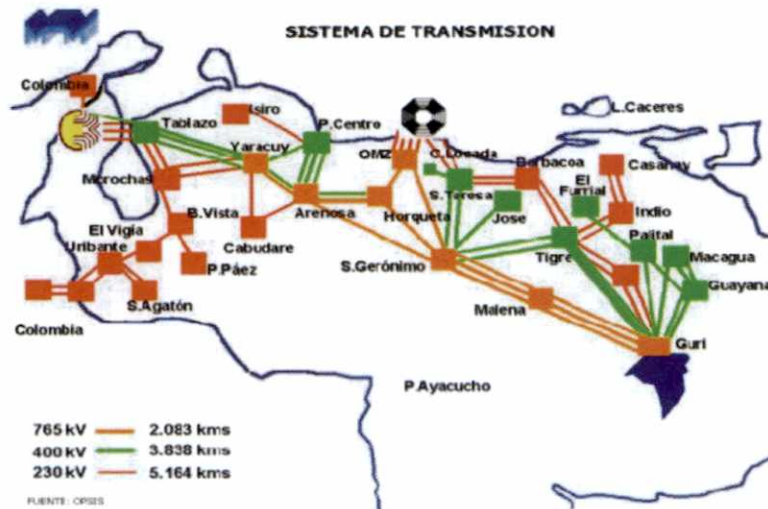 SISTEMA DE TRANSMISION
Colombia
Isiro
L.Caceres
Tablazo
P.Centro
Yaracuy
OMZ
C.Losada
Barbacoa
Casanay
Morochas
S.Teresa
El
Furrial
B.Vista
Arenosa
Horqueta
Jose
Indio
El Vigía
Uribante
Cabudare
Tigre
Palital
Macagua
P.Páez
S.Gerónimo
Guayana
S.Agatón
Malena
Colombia
Guri
P.Ayacucho
765 kV 2.083 kms
400 kV 3.838 kms
230 kV 5.164 kms
FUENTE: OPSIS